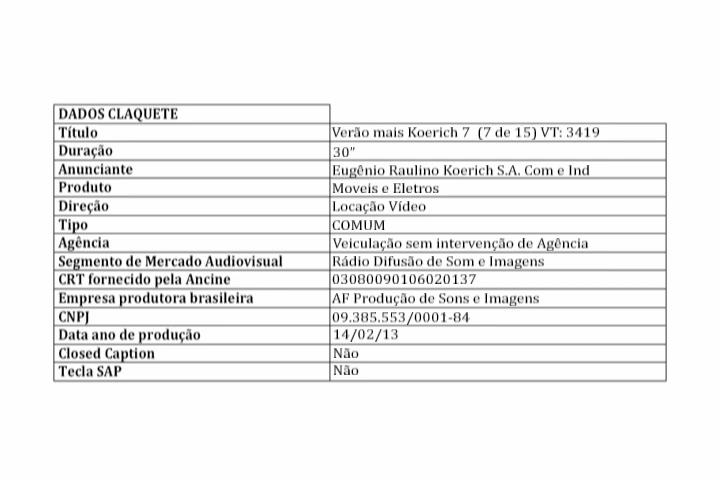 DADOS CLAQUETE
Título Verão mais Koerich 7 (7 de 15) VT: 3419
Duração 30”
Anunciante Eugênio Raulino Koerich S.A. Com e Ind
Produto Moveis e Eletros
Direção Locação Vídeo
Tipo COMUM
Agência Veiculação sem intervenção de Agência
Segmento de Mercado Audiovisual Rádio Difusão de Som e Imagens
CRT fornecido pela Ancine 03080090106020137
Empresa produtora brasileira AF Produção de Sons e Imagens
CNPJ 09.385.553/0001-84
Data ano de produção 14/02/13
Closed Caption Não
Tecla SAP Não